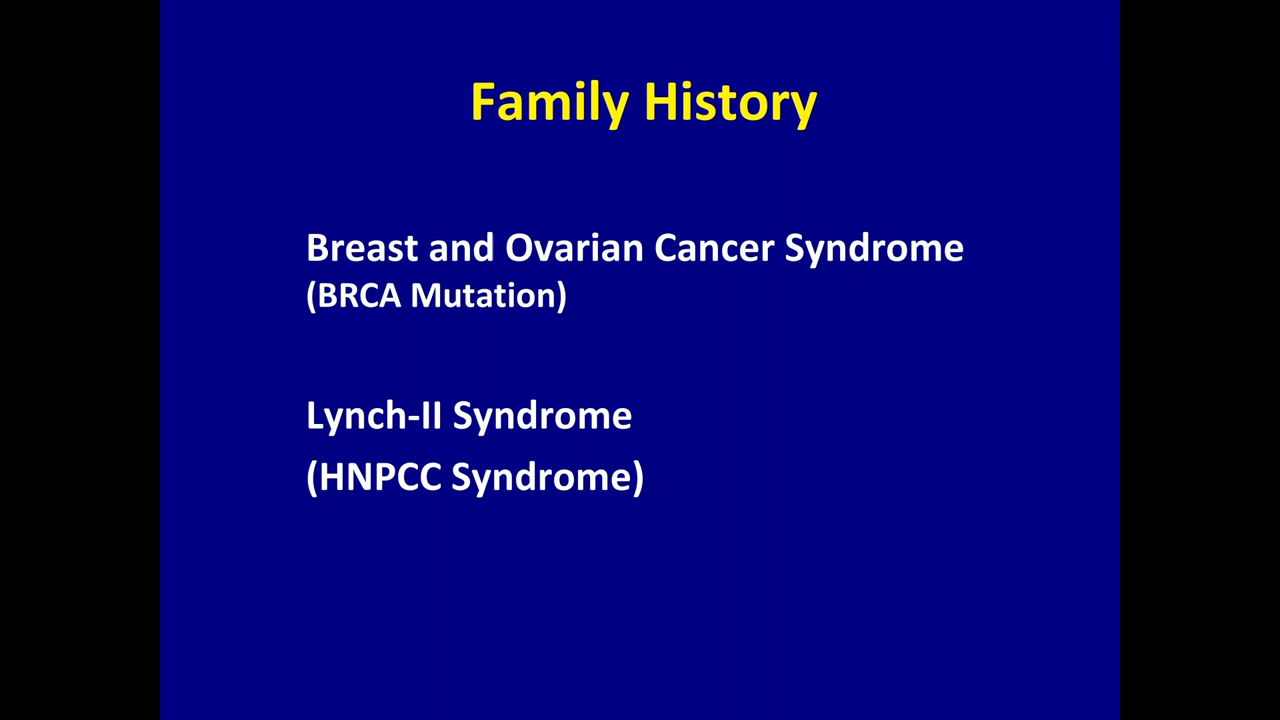 Family History
Breast and Ovarian Cancer Syndrome
(BRCA Mutation)
Lynch-II Syndrome
(HNPCC Syndrome)